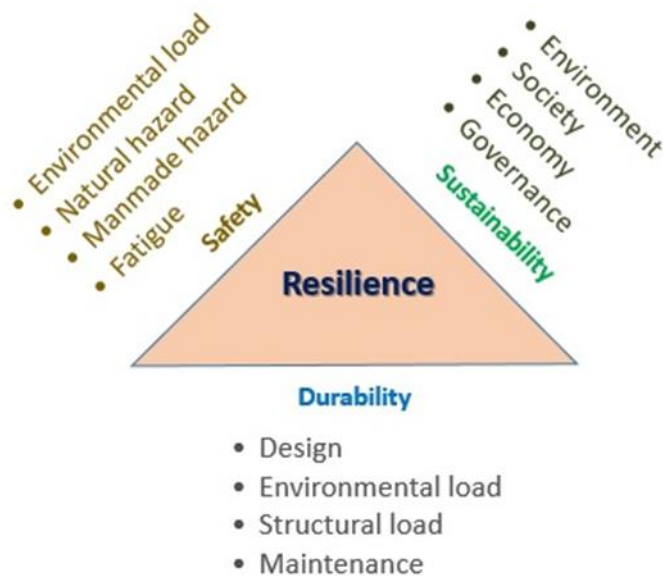 • Environmental load
• Natural hazard
• Manmade hazard
• Fatigue
Safety
• Environment
• Society
• Economy
• Governance
Sustainability
Resilience
Durability
• Design
• Environmental load
• Structural load
• Maintenance